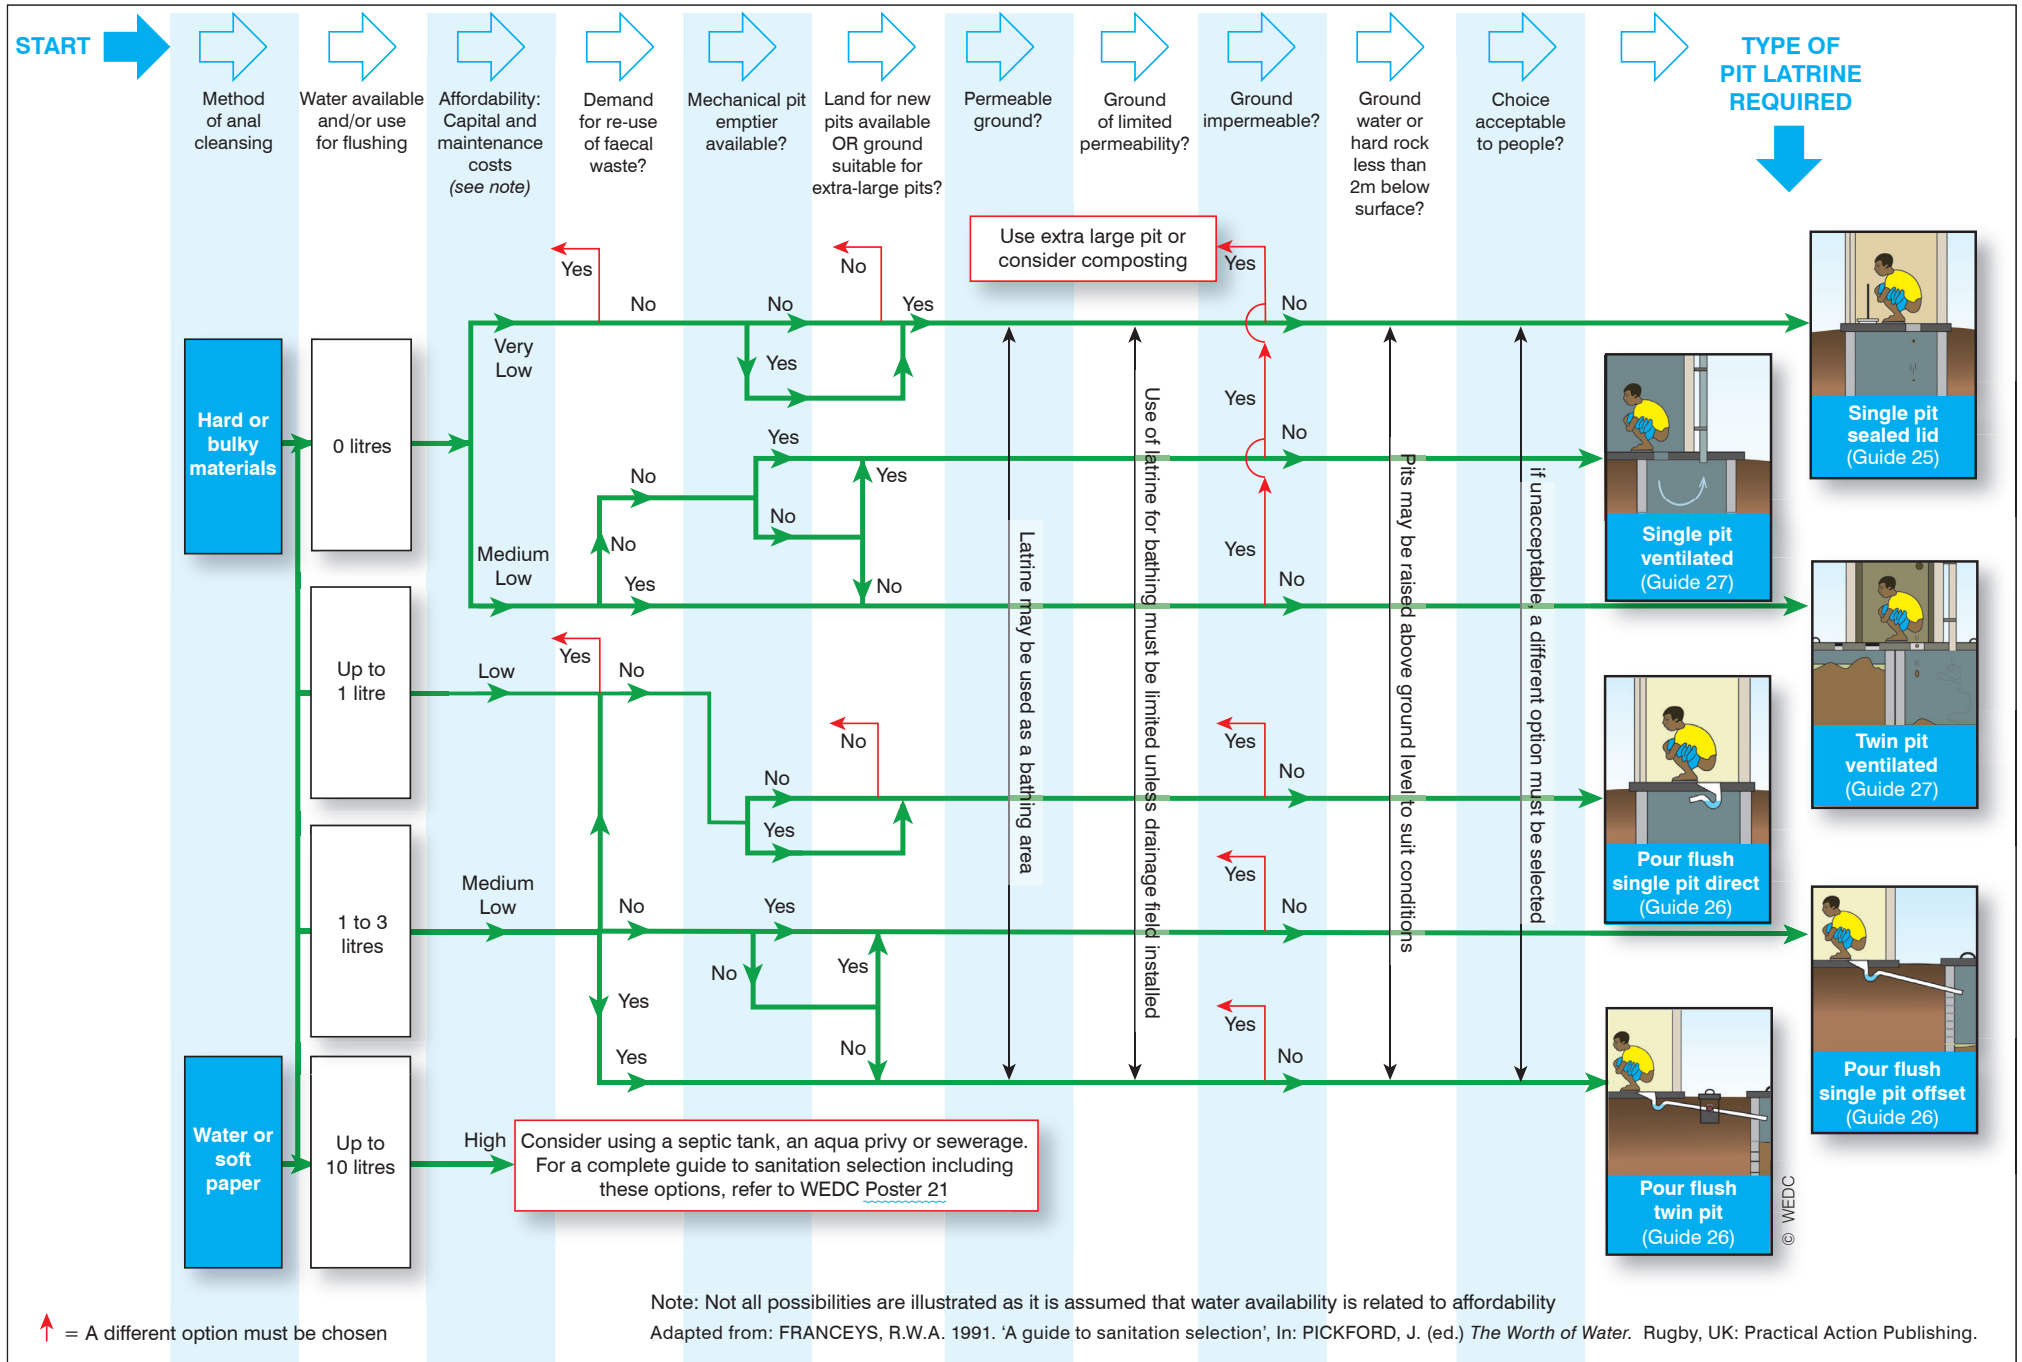 START
Method
of anal
cleansing
Water available
and/or use
for flushing
Affordability:
Capital and
maintenance
costs
(see note)
Demand
for re-use
of faecal
waste?
Mechanical pit
emptier
available?
Land for new
pits available
OR ground
suitable for
extra-large pits?
Permeable
ground?
Ground
of limited
permeability?
Ground
impermeable?
Ground
water or
hard rock
less than
2m below
surface?
Choice
acceptable
to people?
TYPE OF
PIT LATRINE
REQUIRED
Use extra large pit or
consider composting
Yes
No
Yes
No
No
Yes
Yes
No
Very
Low
Yes
Single pit
sealed lid
(Guide 25)
Hard or
bulky
materials
0 litres
Yes
No
Yes
No
Yes
No
No
Yes
No
Medium
Low
Yes
No
Yes
No
Single pit
ventilated
(Guide 27)
Up to
1 litre
Low
Yes
No
No
Yes
No
No
Yes
Twin pit
ventilated
(Guide 27)
Latrine may be used as a bathing area
Use of latrine for bathing must be limited unless drainage field installed
Pits may be raised above ground level to suit conditions
if unacceptable, a different option must be selected
Pour flush
single pit direct
(Guide 26)
1 to 3
litres
Medium
Low
No
Yes
No
Yes
Yes
No
Yes
No
Yes
Yes
No
Pour flush
single pit offset
(Guide 26)
Water or
soft
paper
Up to
10 litres
High
Consider using a septic tank, an aqua privy or sewerage.
For a complete guide to sanitation selection including
these options, refer to WEDC Poster 21
Pour flush
twin pit
(Guide 26)
© WEDC
Note: Not all possibilities are illustrated as it is assumed that water availability is related to affordability
= A different option must be chosen
Adapted from: FRANCEYS, R.W.A. 1991. ‘A guide to sanitation selection’, In: PICKFORD, J. (ed.) The Worth of Water. Rugby, UK: Practical Action Publishing.